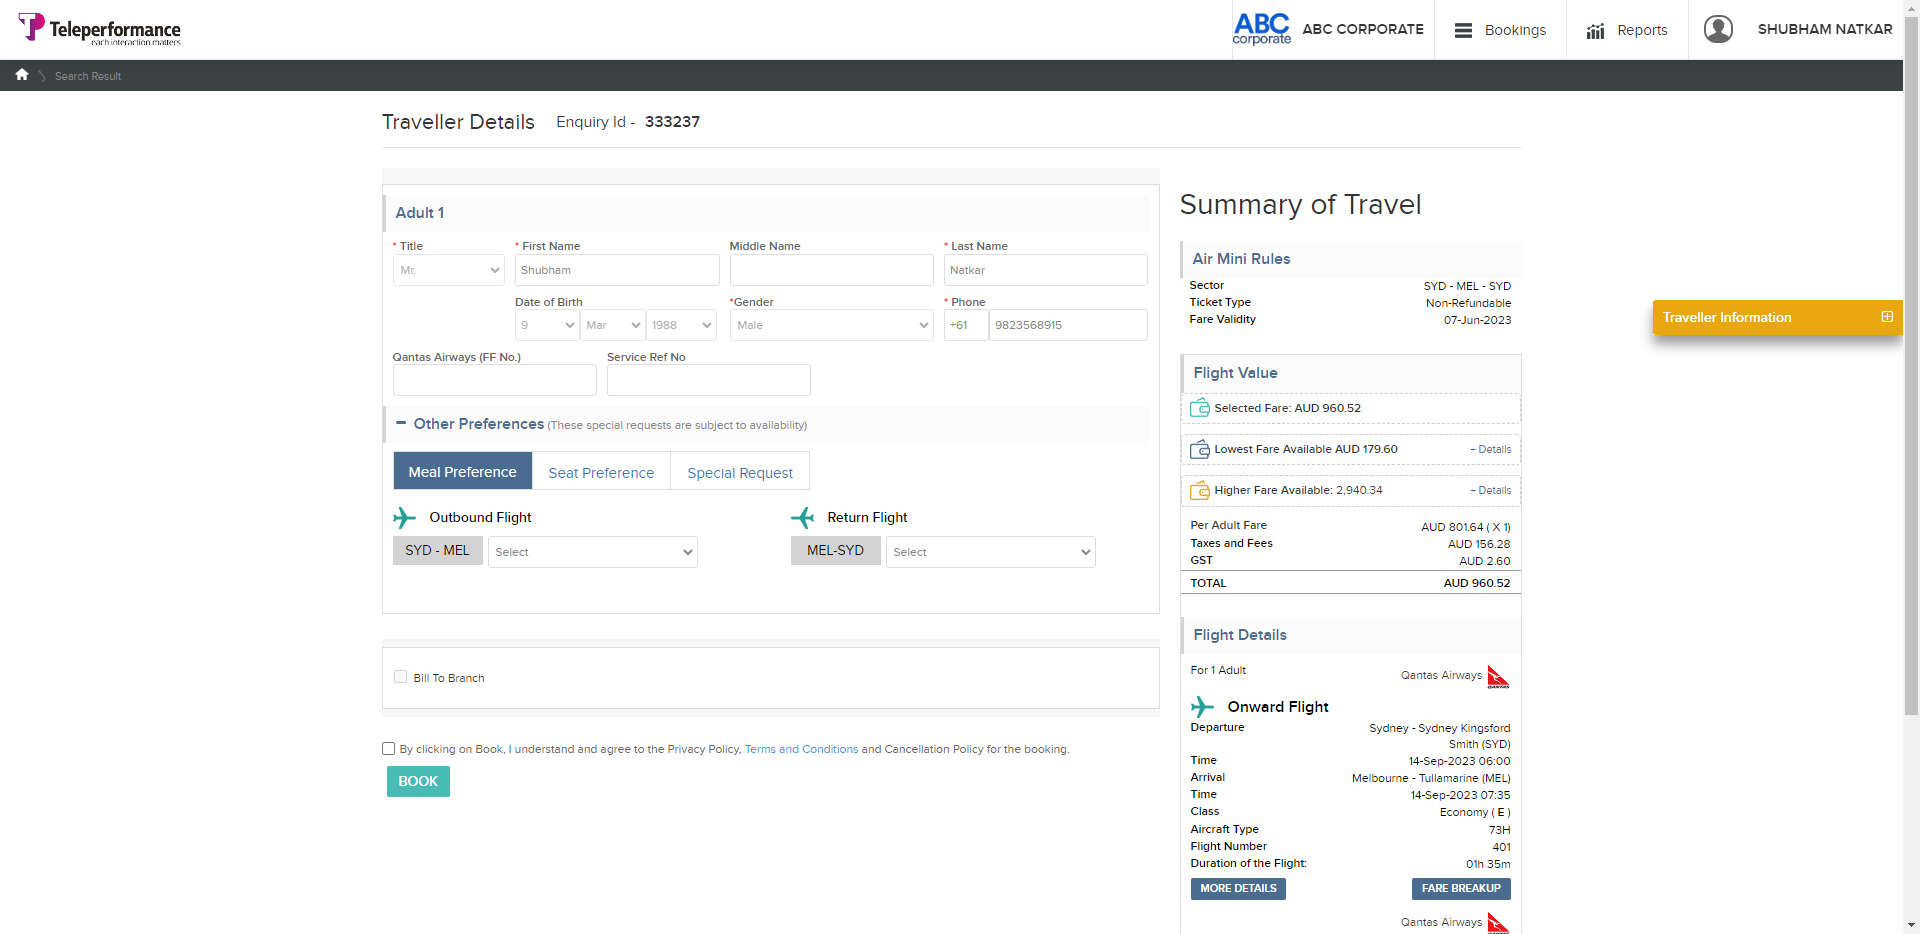 Teleperformance
each interaction matters
ABC
corporate
ABC CORPORATE
Bookings
Reports
SHUBHAM NATKAR
Search Result
Traveller Details
Enquiry Id - 333237
Adult 1
* Title
* First Name
Middle Name
* Last Name
Mr.
Shubham
Natkar
Date of Birth
*Gender
* Phone
9
Mar
1988
Male
+61
9823568915
Qantas Airways (FF No.)
Service Ref No
− Other Preferences (These special requests are subject to availability)
Meal Preference
Seat Preference
Special Request
Outbound Flight
Return Flight
SYD - MEL
Select
MEL-SYD
Select
Bill To Branch
By clicking on Book, I understand and agree to the Privacy Policy, Terms and Conditions and Cancellation Policy for the booking.
BOOK
Summary of Travel
Air Mini Rules
Sector SYD - MEL - SYD
Ticket Type Non-Refundable
Fare Validity 07-Jun-2023
Flight Value
Selected Fare: AUD 960.52
Lowest Fare Available AUD 179.60 + Details
Higher Fare Available: 2,940.34 + Details
Per Adult Fare AUD 801.64 ( X 1)
Taxes and Fees AUD 156.28
GST AUD 2.60
TOTAL AUD 960.52
Flight Details
For 1 Adult
Qantas Airways
QANTAS
Onward Flight
Departure Sydney - Sydney Kingsford
Smith (SYD)
Time 14-Sep-2023 06:00
Arrival Melbourne - Tullamarine (MEL)
Time 14-Sep-2023 07:35
Class Economy ( E )
Aircraft Type 73H
Flight Number 401
Duration of the Flight: 01h 35m
MORE DETAILS
FARE BREAKUP
Qantas Airways
Traveller Information